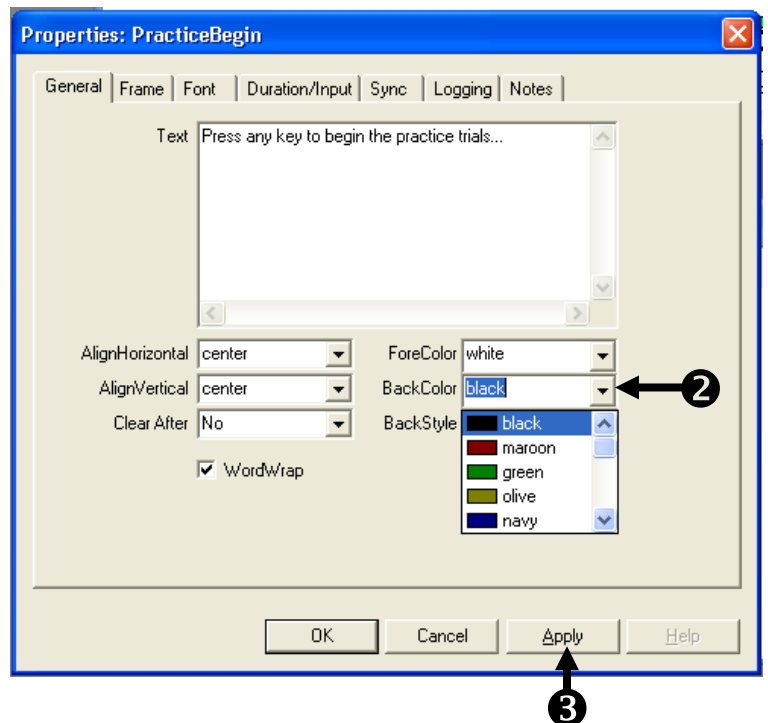 Properties: PracticeBegin
General Frame Font Duration/Input Sync Logging Notes
Text Press any key to begin the practice trials...
AlignHorizontal center ForeColor white
AlignVertical center BackColor black 2
Clear After No BackStyle black
maroon
WordWrap green
olive
navy
OK Cancel Apply Help
3